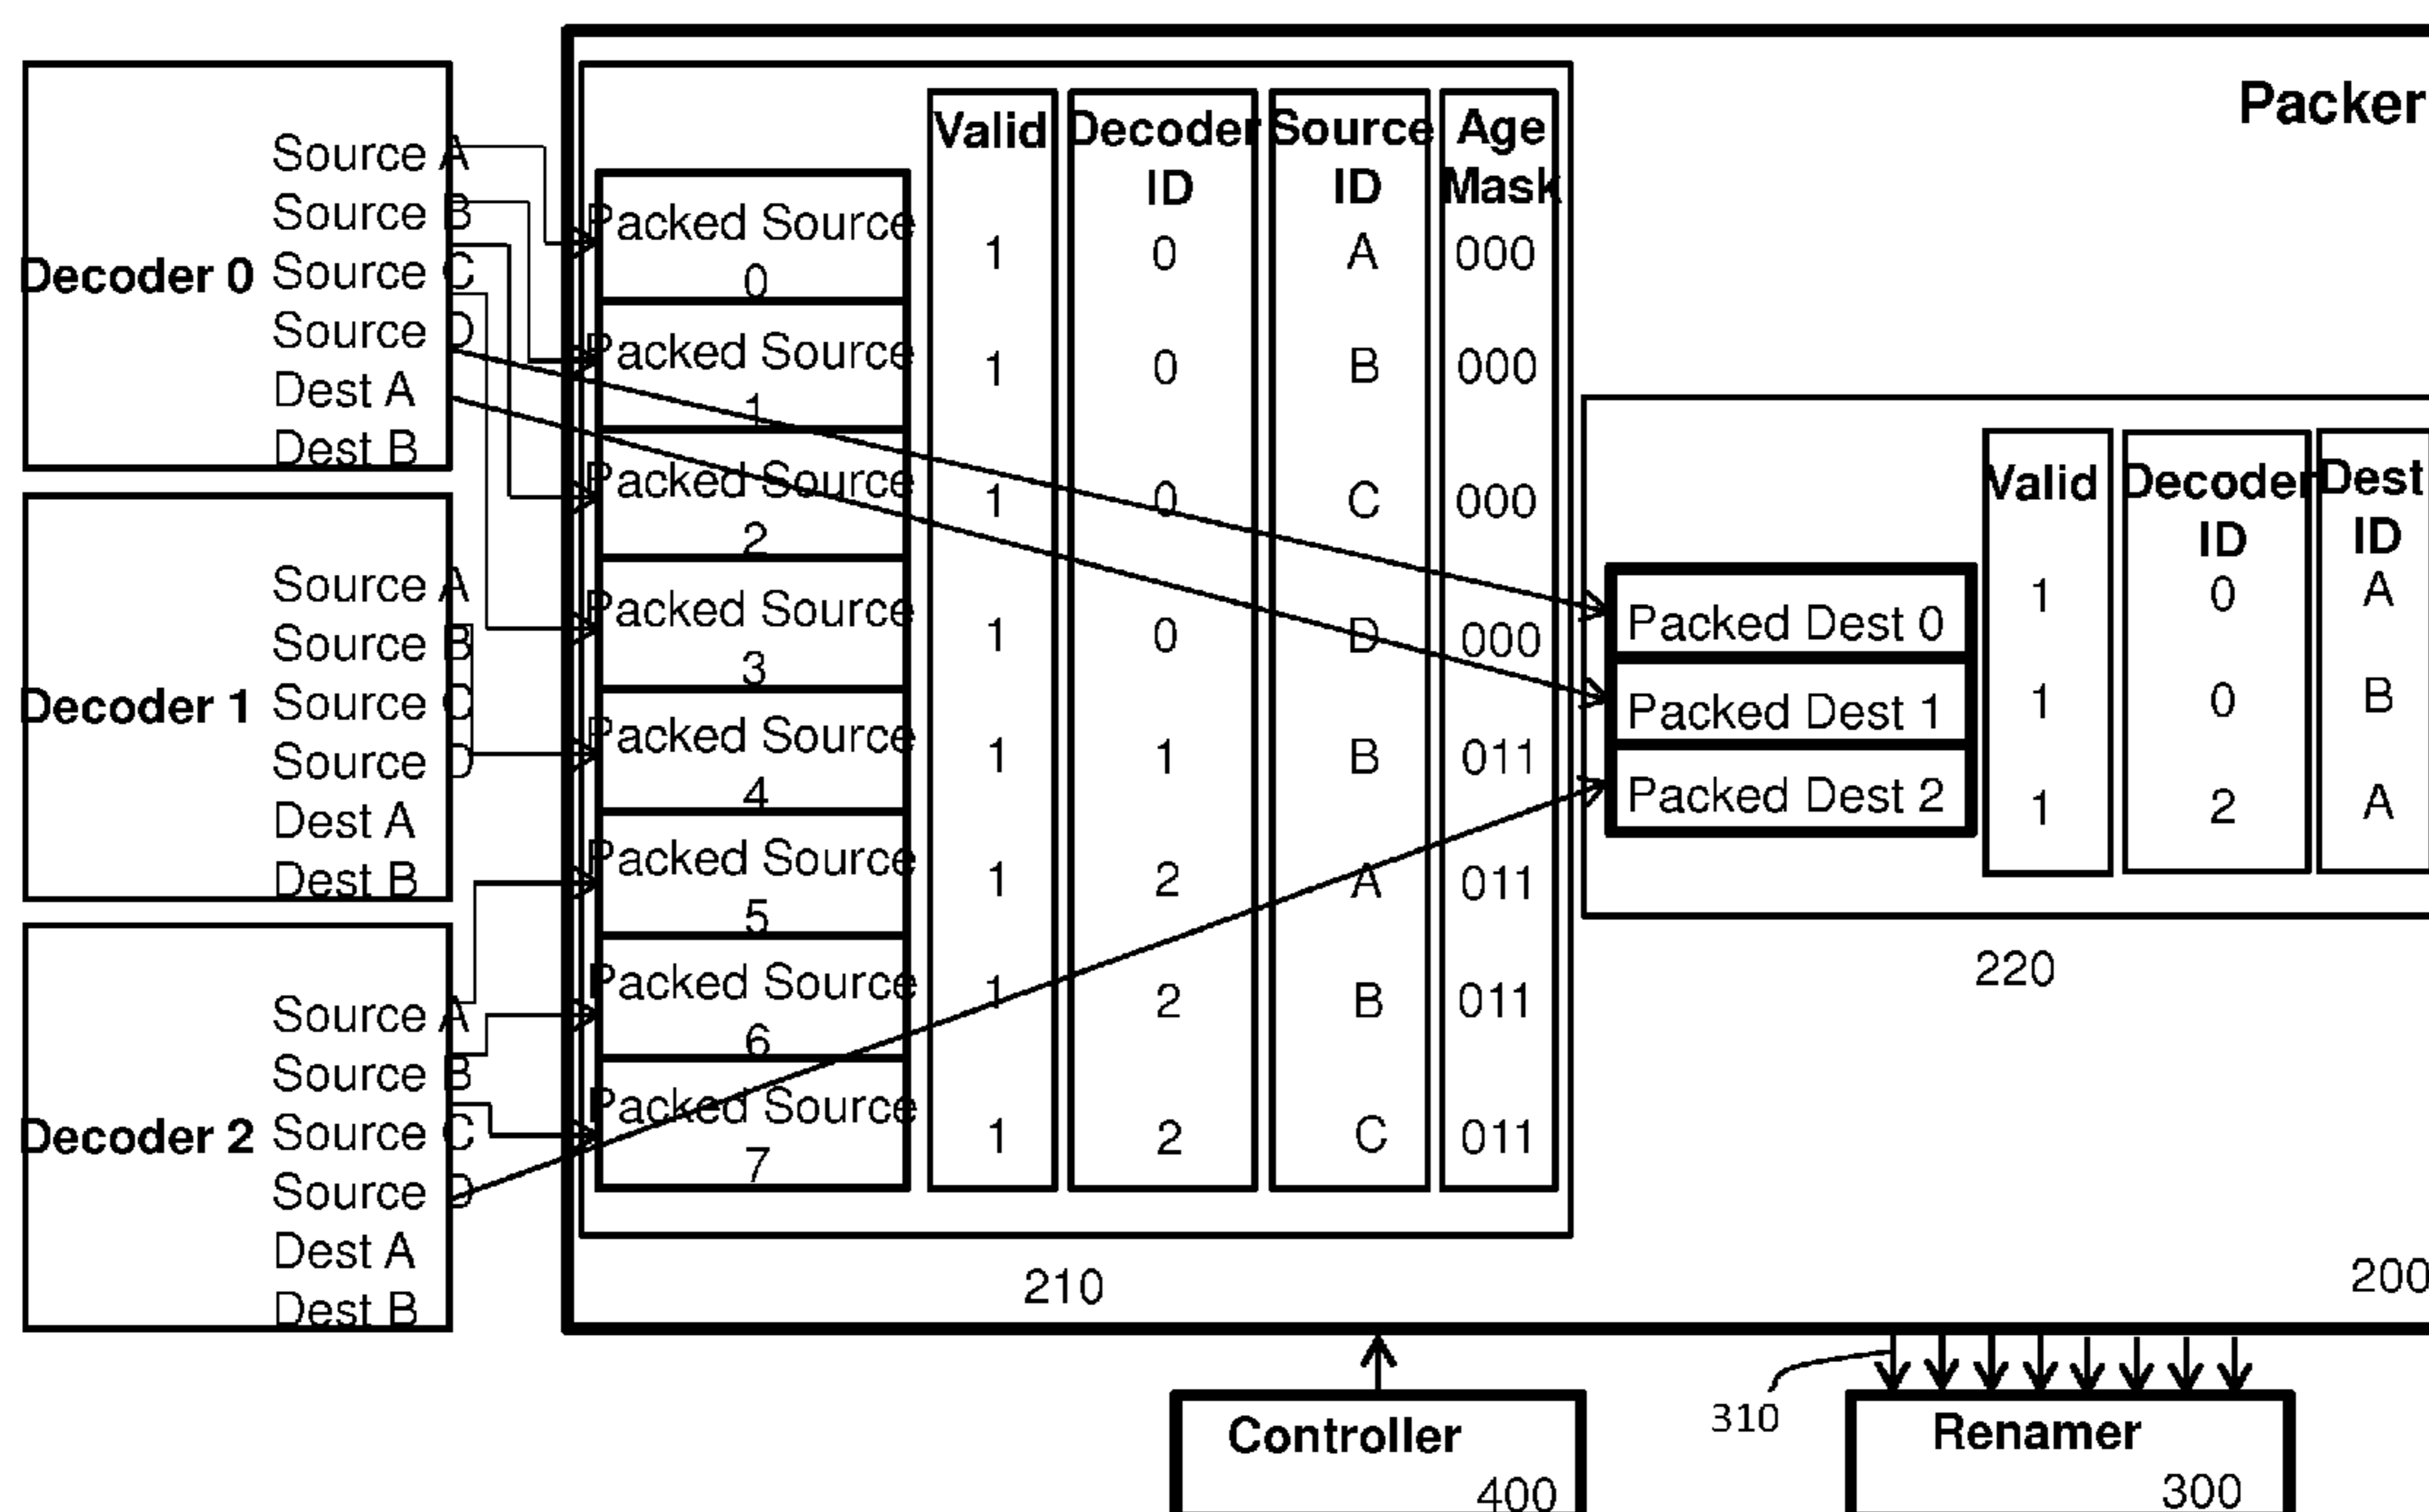 Packer
Source A
Source B
Decoder 0 Source C
Source D
Dest A
Dest B
Source A
Source B
Decoder 1 Source C
Source D
Dest A
Dest B
Source A
Source B
Decoder 2 Source C
Source D
Dest A
Dest B
Valid Decoder Source Age
ID ID Mask
Packed Source
0
1 0 A 000
Packed Source
1
1 0 B 000
Packed Source
2
1 0 C 000
Packed Source
3
1 0 D 000
Packed Source
4
1 1 B 011
Packed Source
5
1 2 A 011
Packed Source
6
1 2 B 011
Packed Source
7
1 2 C 011
210
Valid Decoder Dest
ID ID
Packed Dest 0 1 0 A
Packed Dest 1 1 0 B
Packed Dest 2 1 2 A
220
200
Controller
400
310
Renamer
300